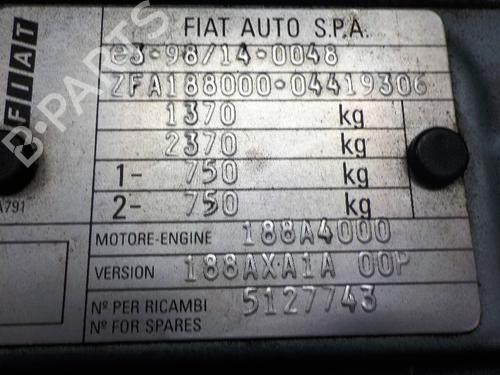 FIAT AUTO S.P.A.
e3-98/14-0048
ZFA188000-04419306
1370 kg
2370 kg
1- 750 kg
2- 750 kg
MOTORE-ENGINE 188A4000
VERSION 188AXA1A 00P
Nº PER RICAMBI 5127743
Nº FOR SPARES
FIAT
A791
B-PARTS